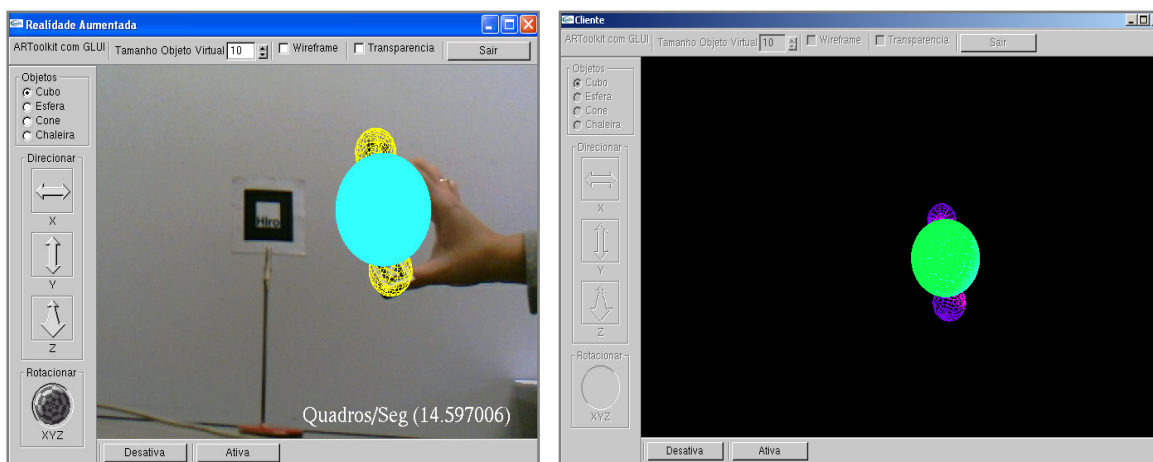 Realidade Aumentada
ARToolkit com GLUI Tamanho Objeto Virtual 10 Wireframe Transparencia Sair
Objetos
Cubo
Esfera
Cone
Chaleira
Direcionar
X
Y
Z
Rotacionar
XYZ
Hiro
Quadros/Seg (14.597006)
Desativa Ativa
Cliente
ARToolkit com GLUI Tamanho Objeto Virtual 10 Wireframe Transparencia Sair
Objetos
Cubo
Esfera
Cone
Chaleira
Direcionar
X
Y
Z
Rotacionar
XYZ
Desativa Ativa